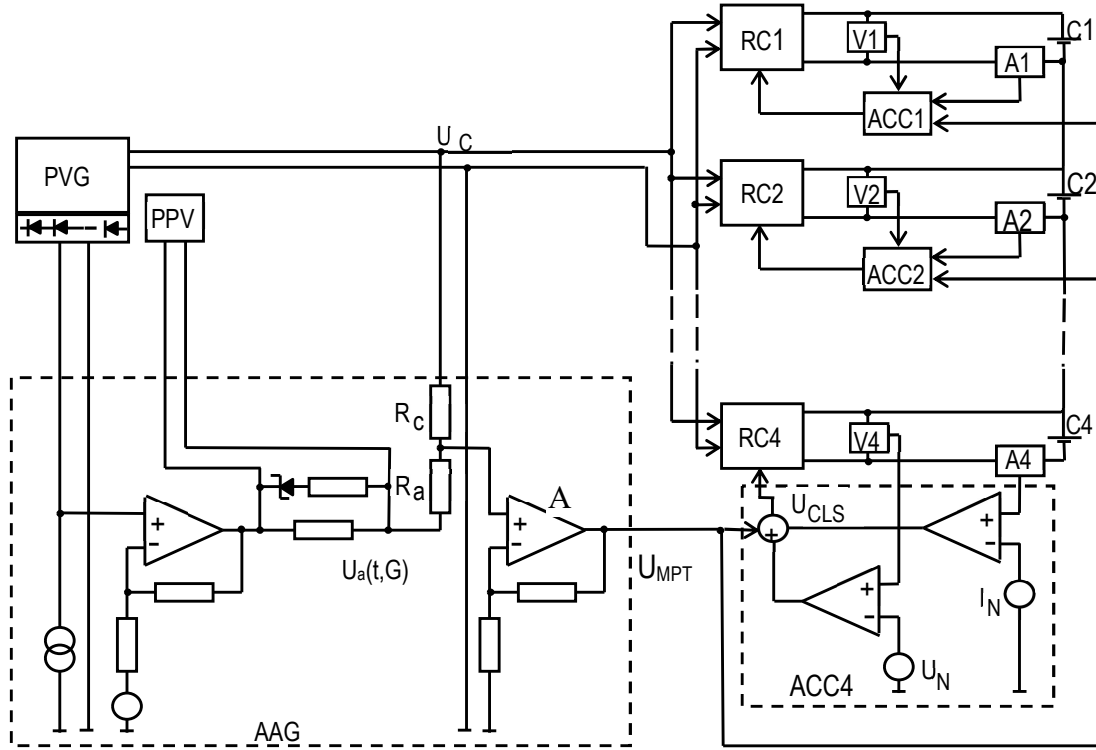 RC1
V1
C1
A1
ACC1
U C
PVG
PPV
RC2
V2
C2
A2
ACC2
Rc
Ra
RC4
V4
C4
A4
A
UCLS
Ua(t,G)
UMPT
IN
UN
ACC4
AAG
+
−
+
−
+
+
−
+
−